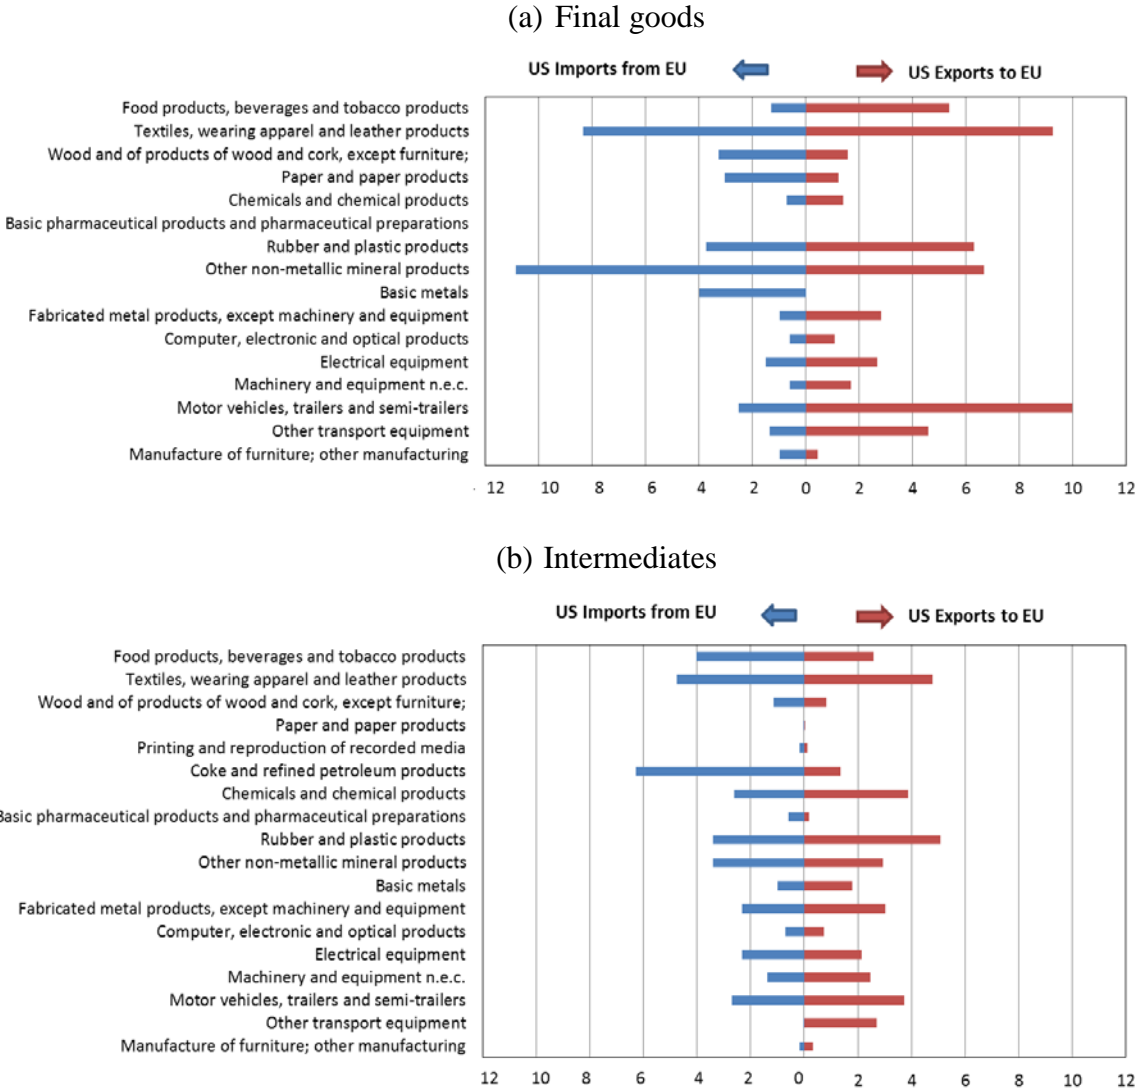 (a) Final goods
US Imports from EU US Exports to EU
Food products, beverages and tobacco products
Textiles, wearing apparel and leather products
Wood and of products of wood and cork, except furniture;
Paper and paper products
Chemicals and chemical products
Basic pharmaceutical products and pharmaceutical preparations
Rubber and plastic products
Other non-metallic mineral products
Basic metals
Fabricated metal products, except machinery and equipment
Computer, electronic and optical products
Electrical equipment
Machinery and equipment n.e.c.
Motor vehicles, trailers and semi-trailers
Other transport equipment
Manufacture of furniture; other manufacturing
12 10 8 6 4 2 0 2 4 6 8 10 12
(b) Intermediates
US Imports from EU US Exports to EU
Food products, beverages and tobacco products
Textiles, wearing apparel and leather products
Wood and of products of wood and cork, except furniture;
Paper and paper products
Printing and reproduction of recorded media
Coke and refined petroleum products
Chemicals and chemical products
Basic pharmaceutical products and pharmaceutical preparations
Rubber and plastic products
Other non-metallic mineral products
Basic metals
Fabricated metal products, except machinery and equipment
Computer, electronic and optical products
Electrical equipment
Machinery and equipment n.e.c.
Motor vehicles, trailers and semi-trailers
Other transport equipment
Manufacture of furniture; other manufacturing
12 10 8 6 4 2 0 2 4 6 8 10 12